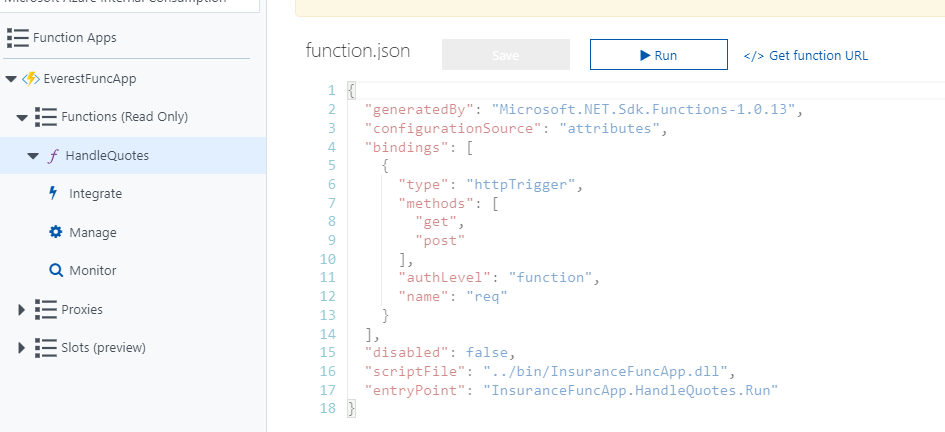 Microsoft Azure Internal Consumption
Function Apps
EverestFuncApp
Functions (Read Only)
HandleQuotes
Integrate
Manage
Monitor
Proxies
Slots (preview)
function.json
Save
Run
</> Get function URL
1 {
2 "generatedBy": "Microsoft.NET.Sdk.Functions-1.0.13",
3 "configurationSource": "attributes",
4 "bindings": [
5 {
6 "type": "httpTrigger",
7 "methods": [
8 "get",
9 "post"
10 ],
11 "authLevel": "function",
12 "name": "req"
13 }
14 ],
15 "disabled": false,
16 "scriptFile": "../bin/InsuranceFuncApp.dll",
17 "entryPoint": "InsuranceFuncApp.HandleQuotes.Run"
18 }